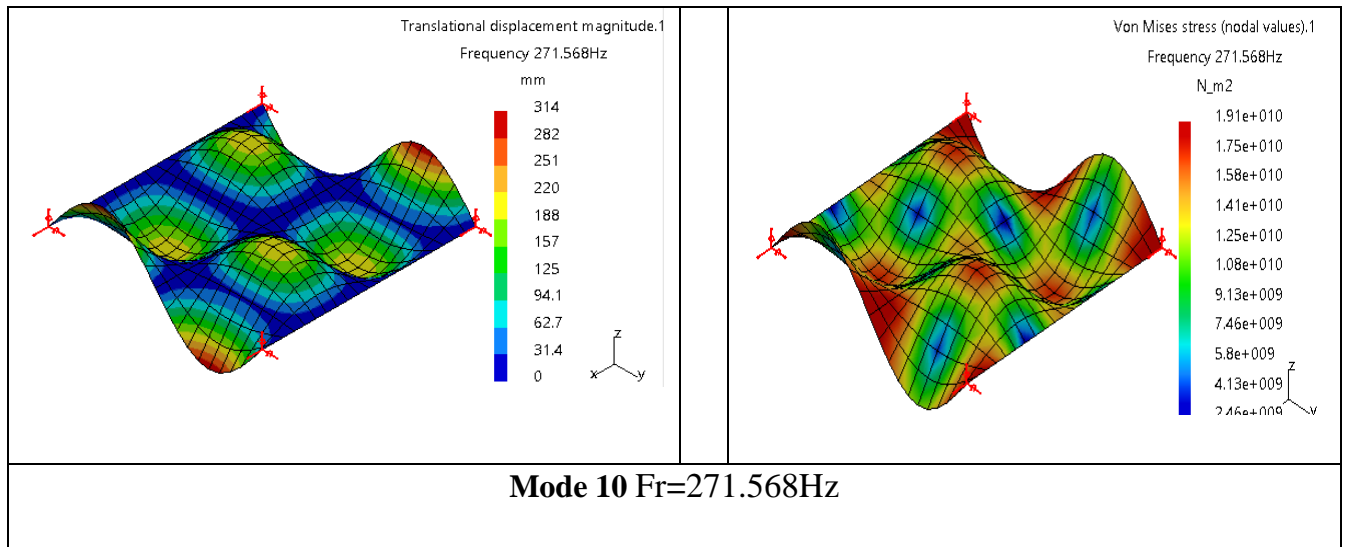 Translational displacement magnitude.1
Frequency 271.568Hz
mm
314
282
251
220
188
157
125
94.1
62.7
31.4
0
z
x
y
Von Mises stress (nodal values).1
Frequency 271.568Hz
N_m2
1.91e+010
1.75e+010
1.58e+010
1.41e+010
1.25e+010
1.08e+010
9.13e+009
7.46e+009
5.8e+009
4.13e+009
2.46e+009
z
y
Mode 10 Fr=271.568Hz